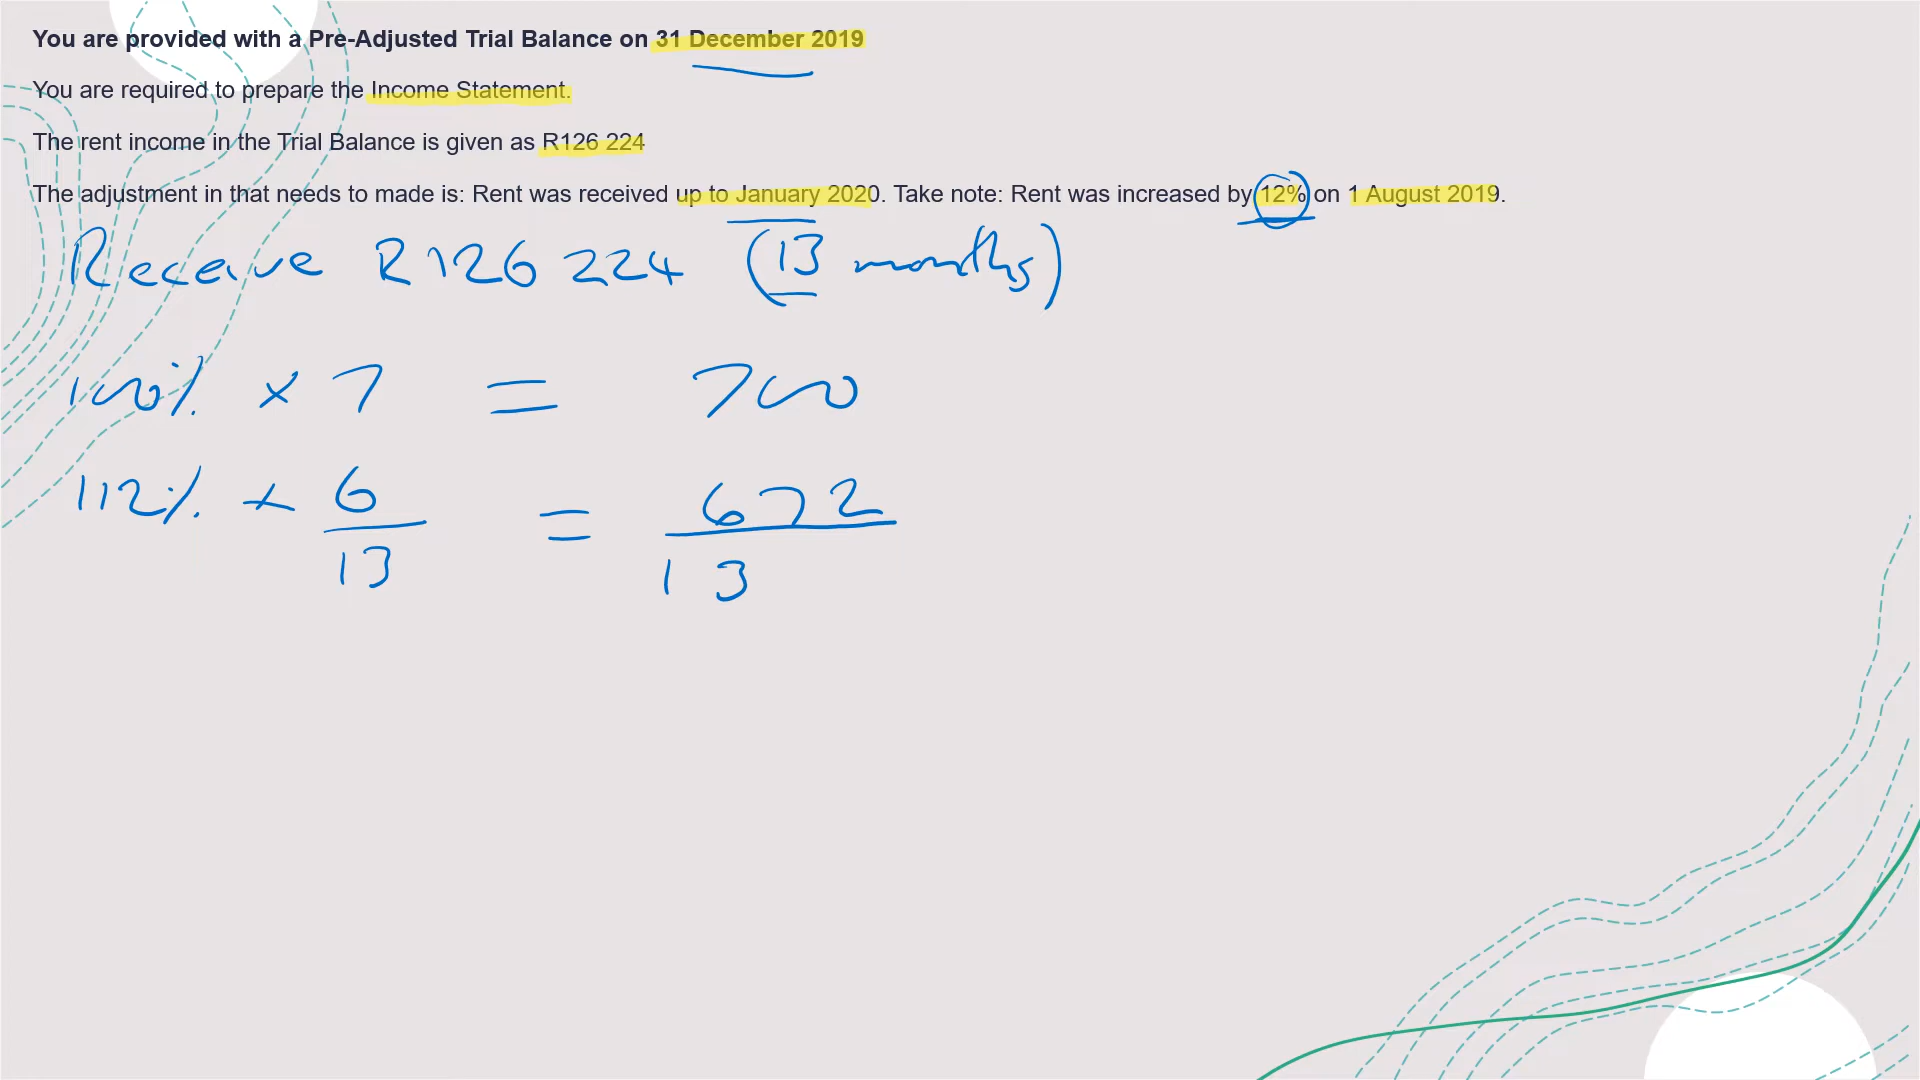 You are provided with a Pre-Adjusted Trial Balance on 31 December 2019
You are required to prepare the Income Statement.
The rent income in the Trial Balance is given as R126 224
The adjustment in that needs to made is: Rent was received up to January 2020. Take note: Rent was increased by 12% on 1 August 2019.
Receive R126 224 (13 months)
100% × 7 = 700
112% × 6 = 672
13 13